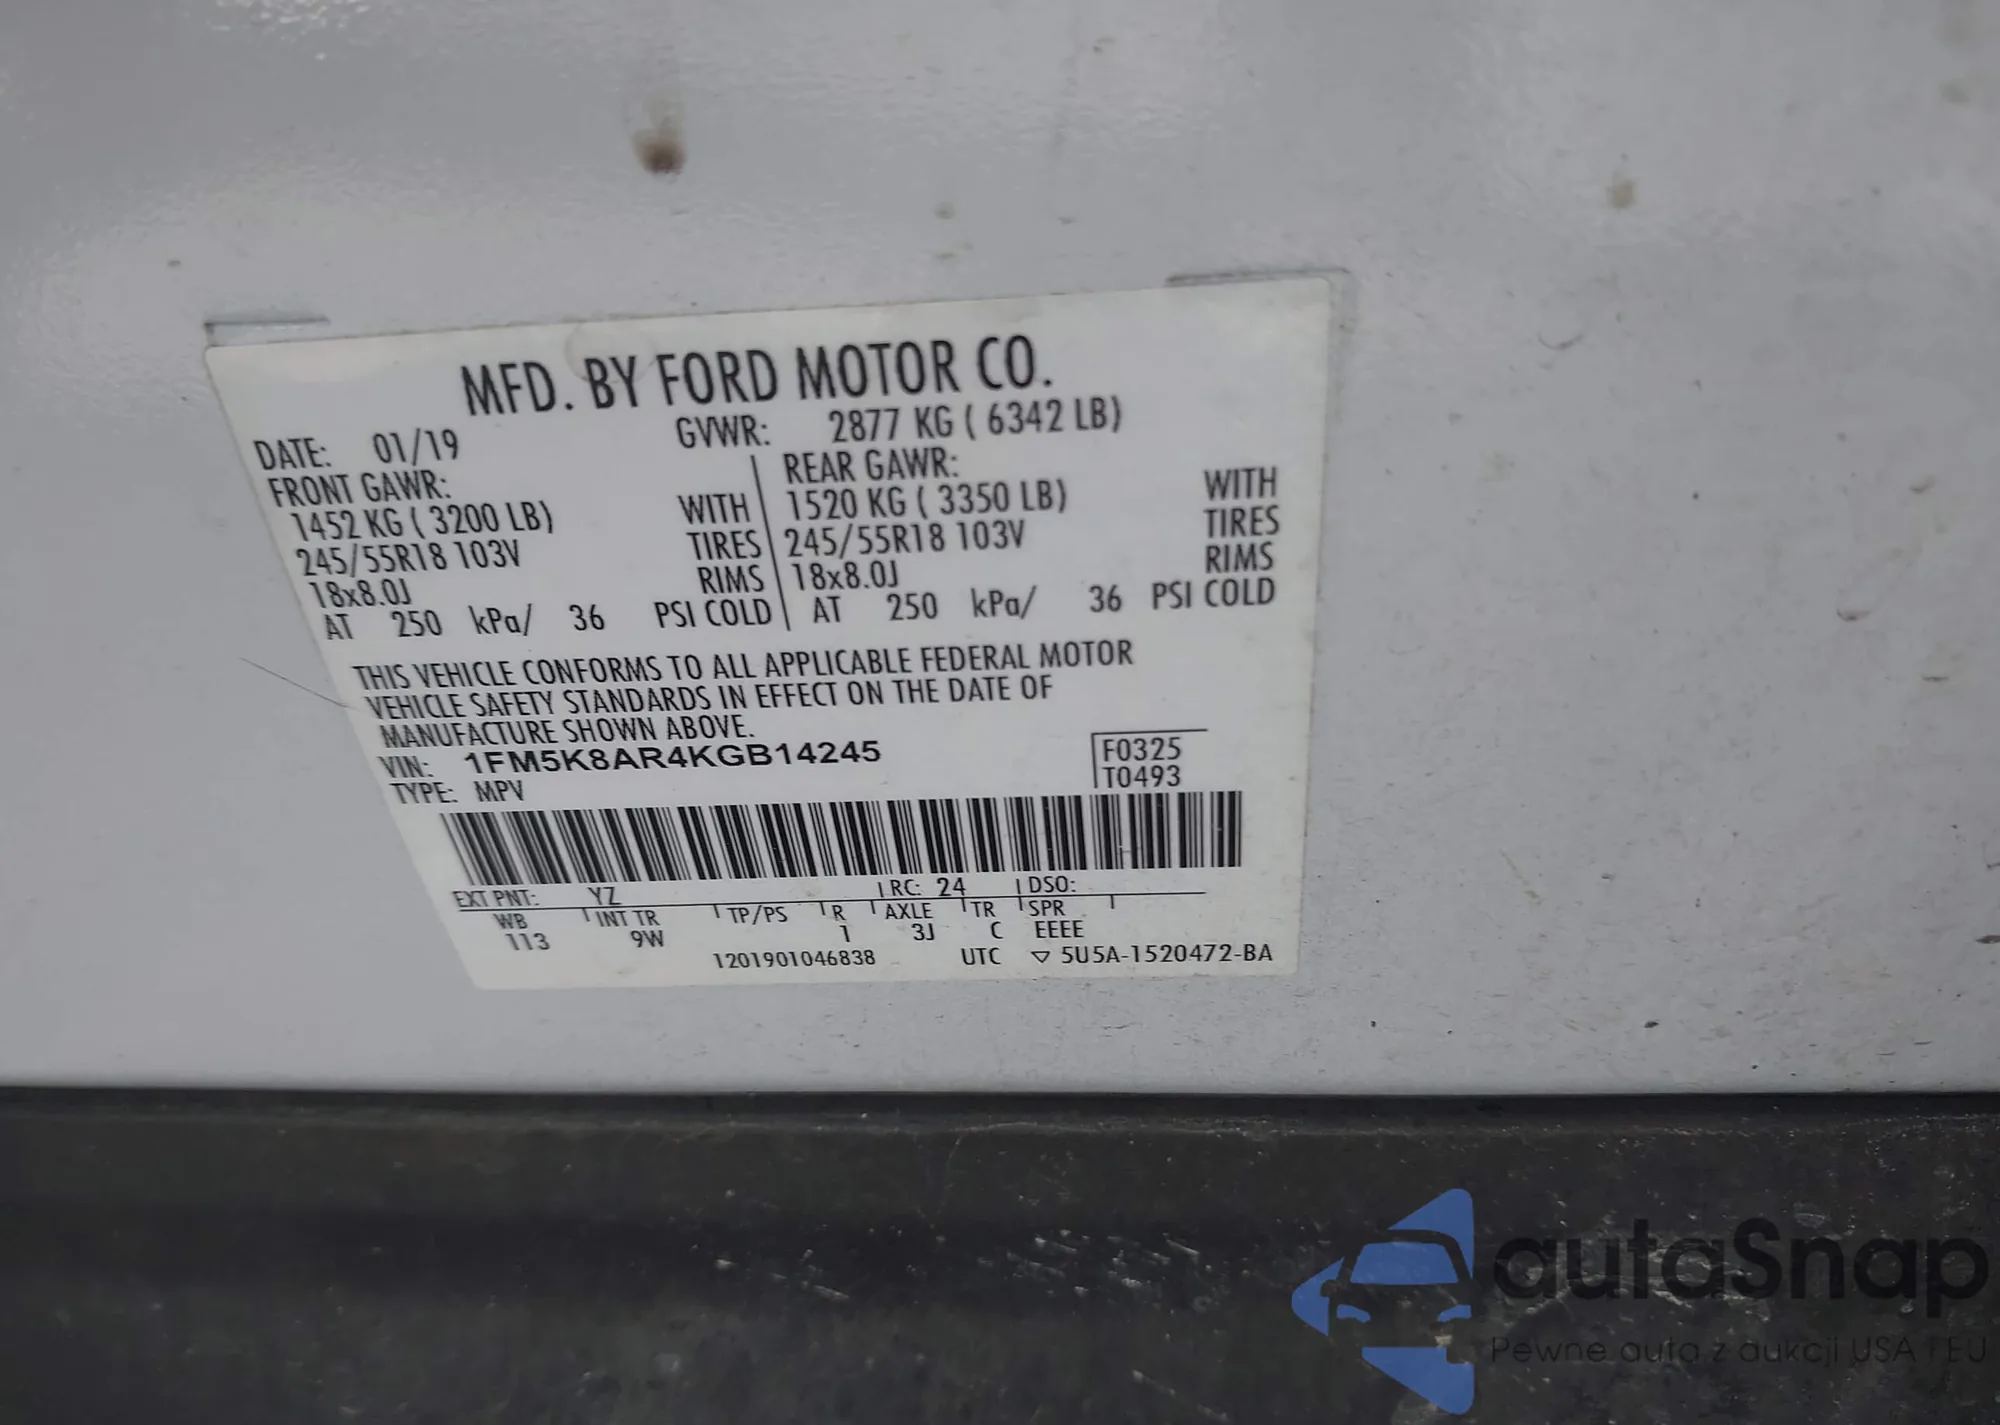 MFD. BY FORD MOTOR CO.
DATE: 01/19 GVWR: 2877 KG ( 6342 LB)
FRONT GAWR: REAR GAWR:
1452 KG ( 3200 LB) WITH 1520 KG ( 3350 LB) WITH
245/55R18 103V TIRES 245/55R18 103V TIRES
18x8.0J RIMS 18x8.0J RIMS
AT 250 kPa/ 36 PSI COLD AT 250 kPa/ 36 PSI COLD
THIS VEHICLE CONFORMS TO ALL APPLICABLE FEDERAL MOTOR
VEHICLE SAFETY STANDARDS IN EFFECT ON THE DATE OF
MANUFACTURE SHOWN ABOVE.
VIN: 1FM5K8AR4KGB14245 F0325
TYPE: MPV T0493
EXT PNT: YZ RC: 24 DSO:
WB INT TR TP/PS R AXLE TR SPR
113 9W 1 3J C EEEE
1201901046838 UTC ▽ 5U5A-1520472-BA
autaSnap
Pewne auta z aukcji USA i EU